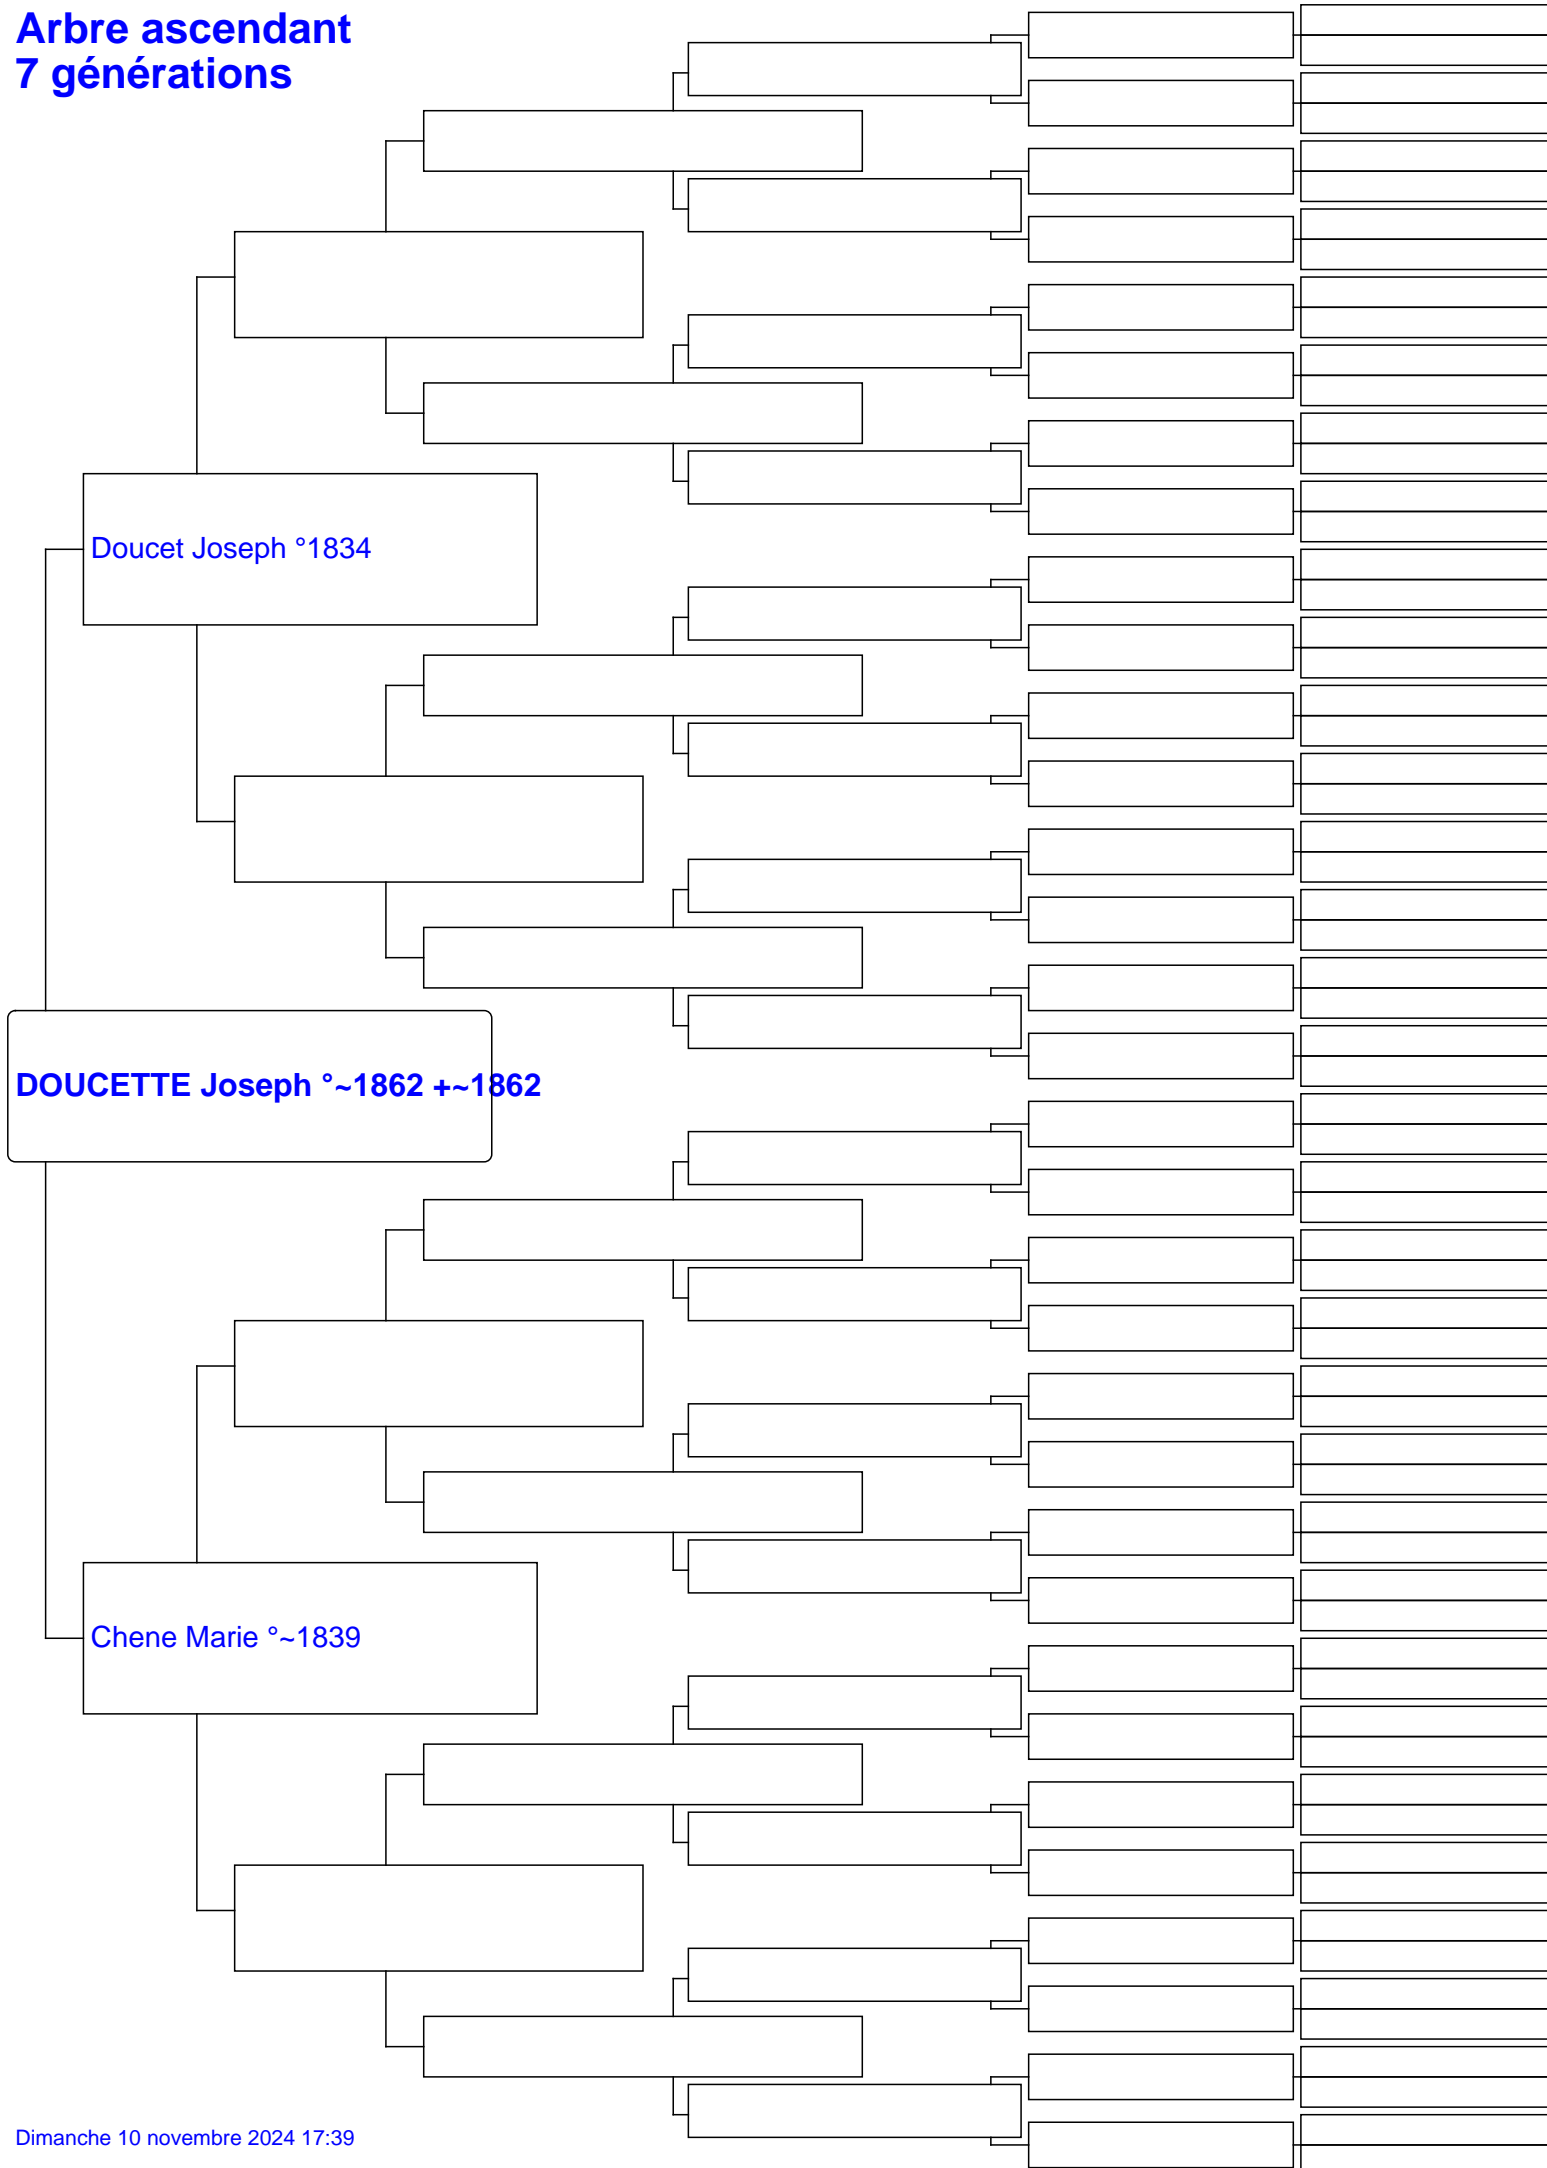 Arbre ascendant
7 générations
Doucet Joseph °1834
DOUCETTE Joseph °~1862 +~1862
Chene Marie °~1839
Dimanche 10 novembre 2024 17:39